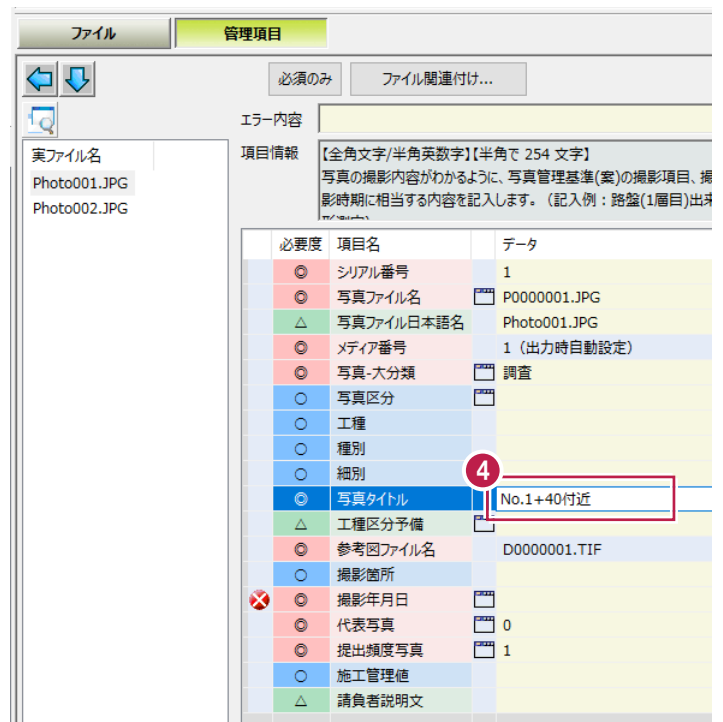 ファイル 管理項目
必須のみ ファイル関連付け...
エラー内容
実ファイル名
Photo001.JPG
Photo002.JPG
項目情報 【全角文字/半角英数字】【半角で 254 文字】
写真の撮影内容がわかるように、写真管理基準(案)の撮影項目、撮
影時期に相当する内容を記入します。（記入例：路盤(1層目)出来
形測定)
必要度 項目名 データ
◎ シリアル番号 1
◎ 写真ファイル名 P0000001.JPG
△ 写真ファイル日本語名 Photo001.JPG
◎ メディア番号 1（出力時自動設定）
◎ 写真-大分類 調査
○ 写真区分
○ 工種
○ 種別
○ 細別
4
◎ 写真タイトル No.1+40付近
△ 工種区分予備
◎ 参考図ファイル名 D0000001.TIF
○ 撮影箇所
◎ 撮影年月日
◎ 代表写真 0
◎ 提出頻度写真 1
○ 施工管理値
△ 請負者説明文